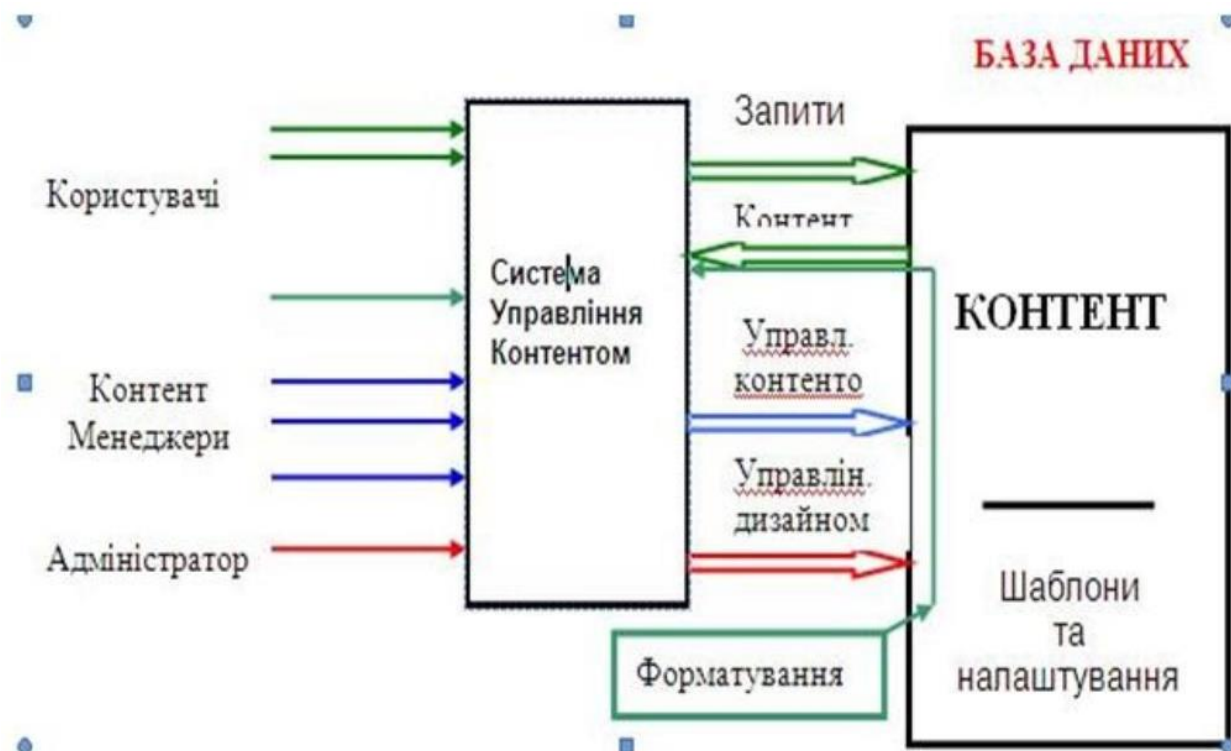 БАЗА ДАНИХ
Запити
Користувачі
Контент
Система
Управління
Контентом
КОНТЕНТ
Управл.
контенто
Контент
Менеджери
Управлін.
дизайном
Адміністратор
Шаблони
та
налаштування
Форматування